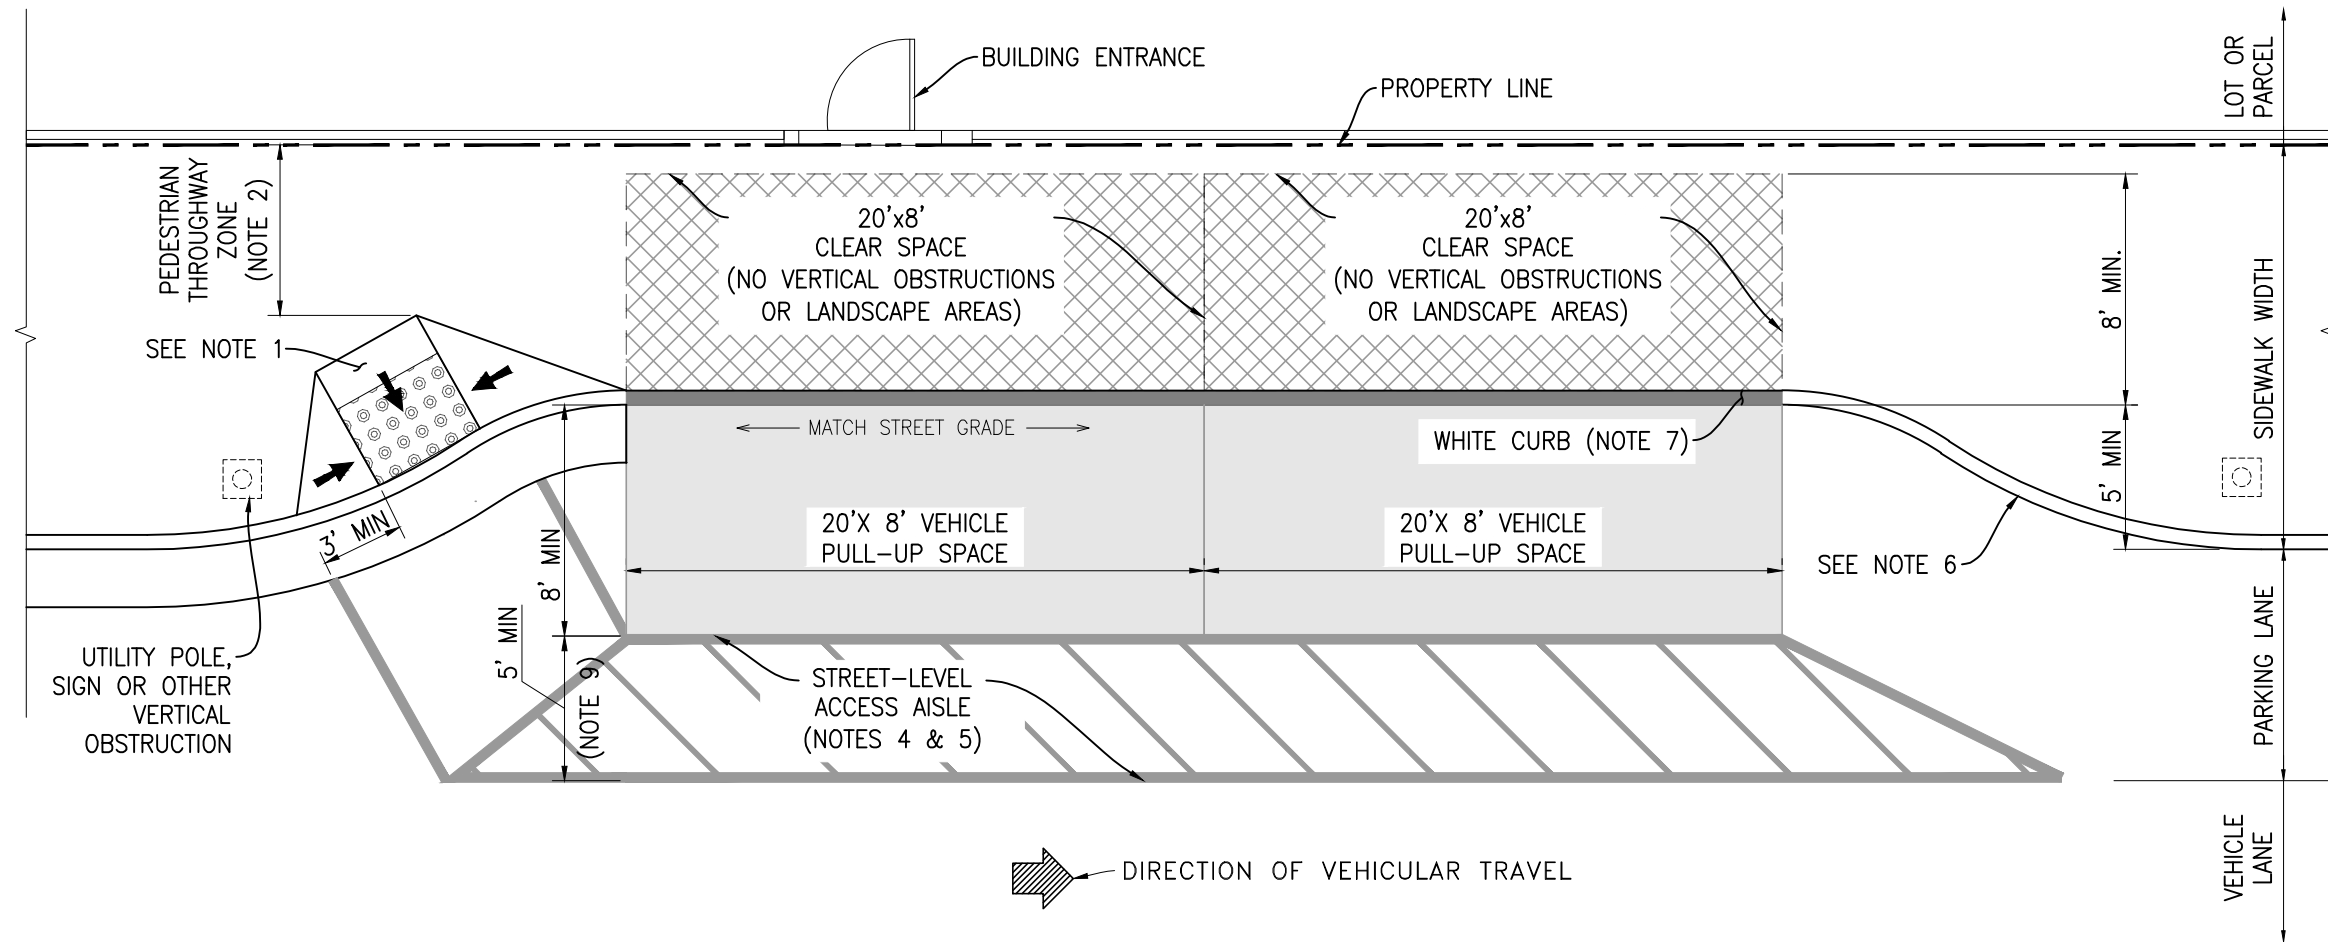 BUILDING ENTRANCE
PROPERTY LINE
LOT OR
PARCEL
PEDESTRIAN
THROUGHWAY
ZONE
(NOTE 2)
20'x8'
CLEAR SPACE
(NO VERTICAL OBSTRUCTIONS
OR LANDSCAPE AREAS)
20'x8'
CLEAR SPACE
(NO VERTICAL OBSTRUCTIONS
OR LANDSCAPE AREAS)
8' MIN.
SIDEWALK WIDTH
SEE NOTE 1
MATCH STREET GRADE
WHITE CURB (NOTE 7)
5' MIN
3' MIN
20'X 8' VEHICLE
PULL-UP SPACE
20'X 8' VEHICLE
PULL-UP SPACE
8' MIN
SEE NOTE 6
UTILITY POLE,
SIGN OR OTHER
VERTICAL
OBSTRUCTION
5' MIN
(NOTE 9)
STREET-LEVEL
ACCESS AISLE
(NOTES 4 & 5)
PARKING LANE
VEHICLE
LANE
DIRECTION OF VEHICULAR TRAVEL